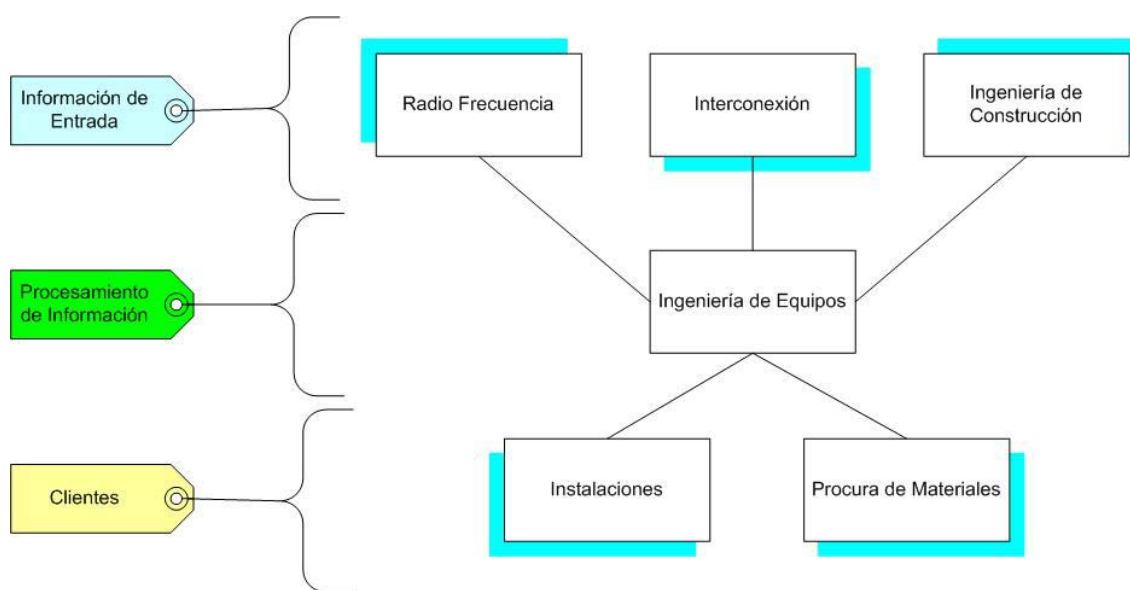 Información de
Entrada
Radio Frecuencia
Interconexión
Ingeniería de
Construcción
Procesamiento
de Información
Ingeniería de Equipos
Clientes
Instalaciones
Procura de Materiales